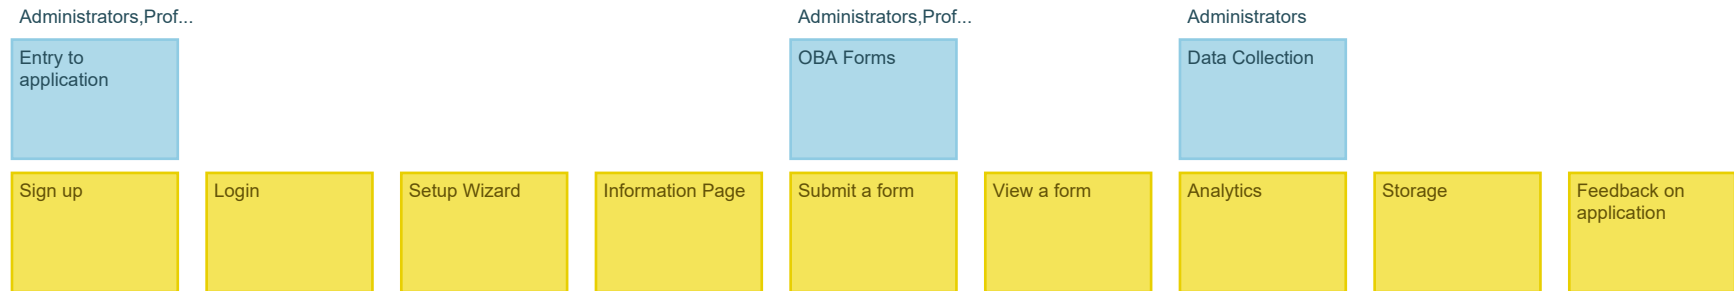 Administrators,Prof...
Administrators,Prof...
Administrators
Entry to
application
OBA Forms
Data Collection
Sign up
Login
Setup Wizard
Information Page
Submit a form
View a form
Analytics
Storage
Feedback on
application